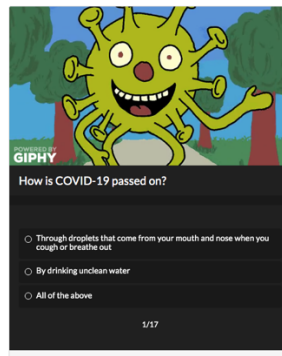 POWERED BY
GIPHY
How is COVID-19 passed on?
Through droplets that come from your mouth and nose when you
cough or breathe out
By drinking unclean water
All of the above
1/17